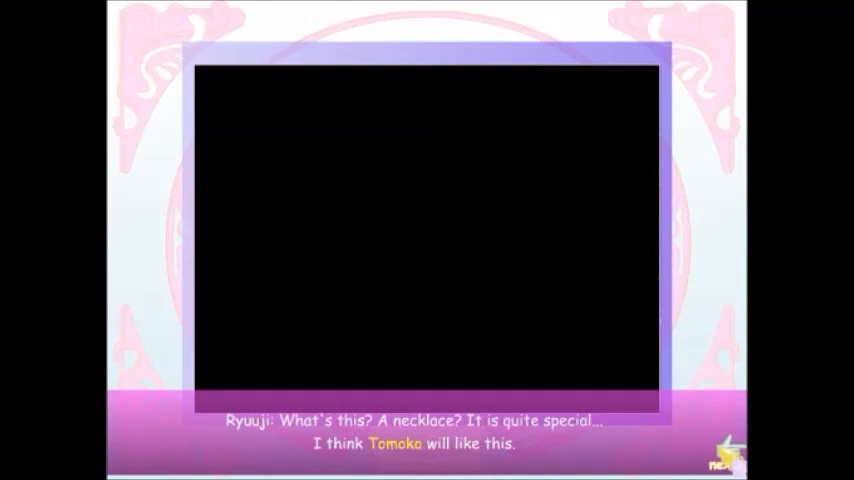 Ryuuji: What's this? A necklace? It is quite special...
I think Tomoko will like this.